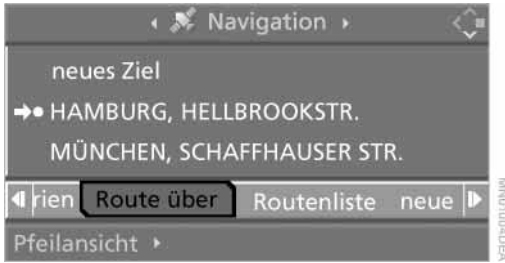 Navigation
neues Ziel
HAMBURG, HELLBROOKSTR.
MÜNCHEN, SCHAFFHAUSER STR.
rien Route über Routenliste neue
Pfeilansicht